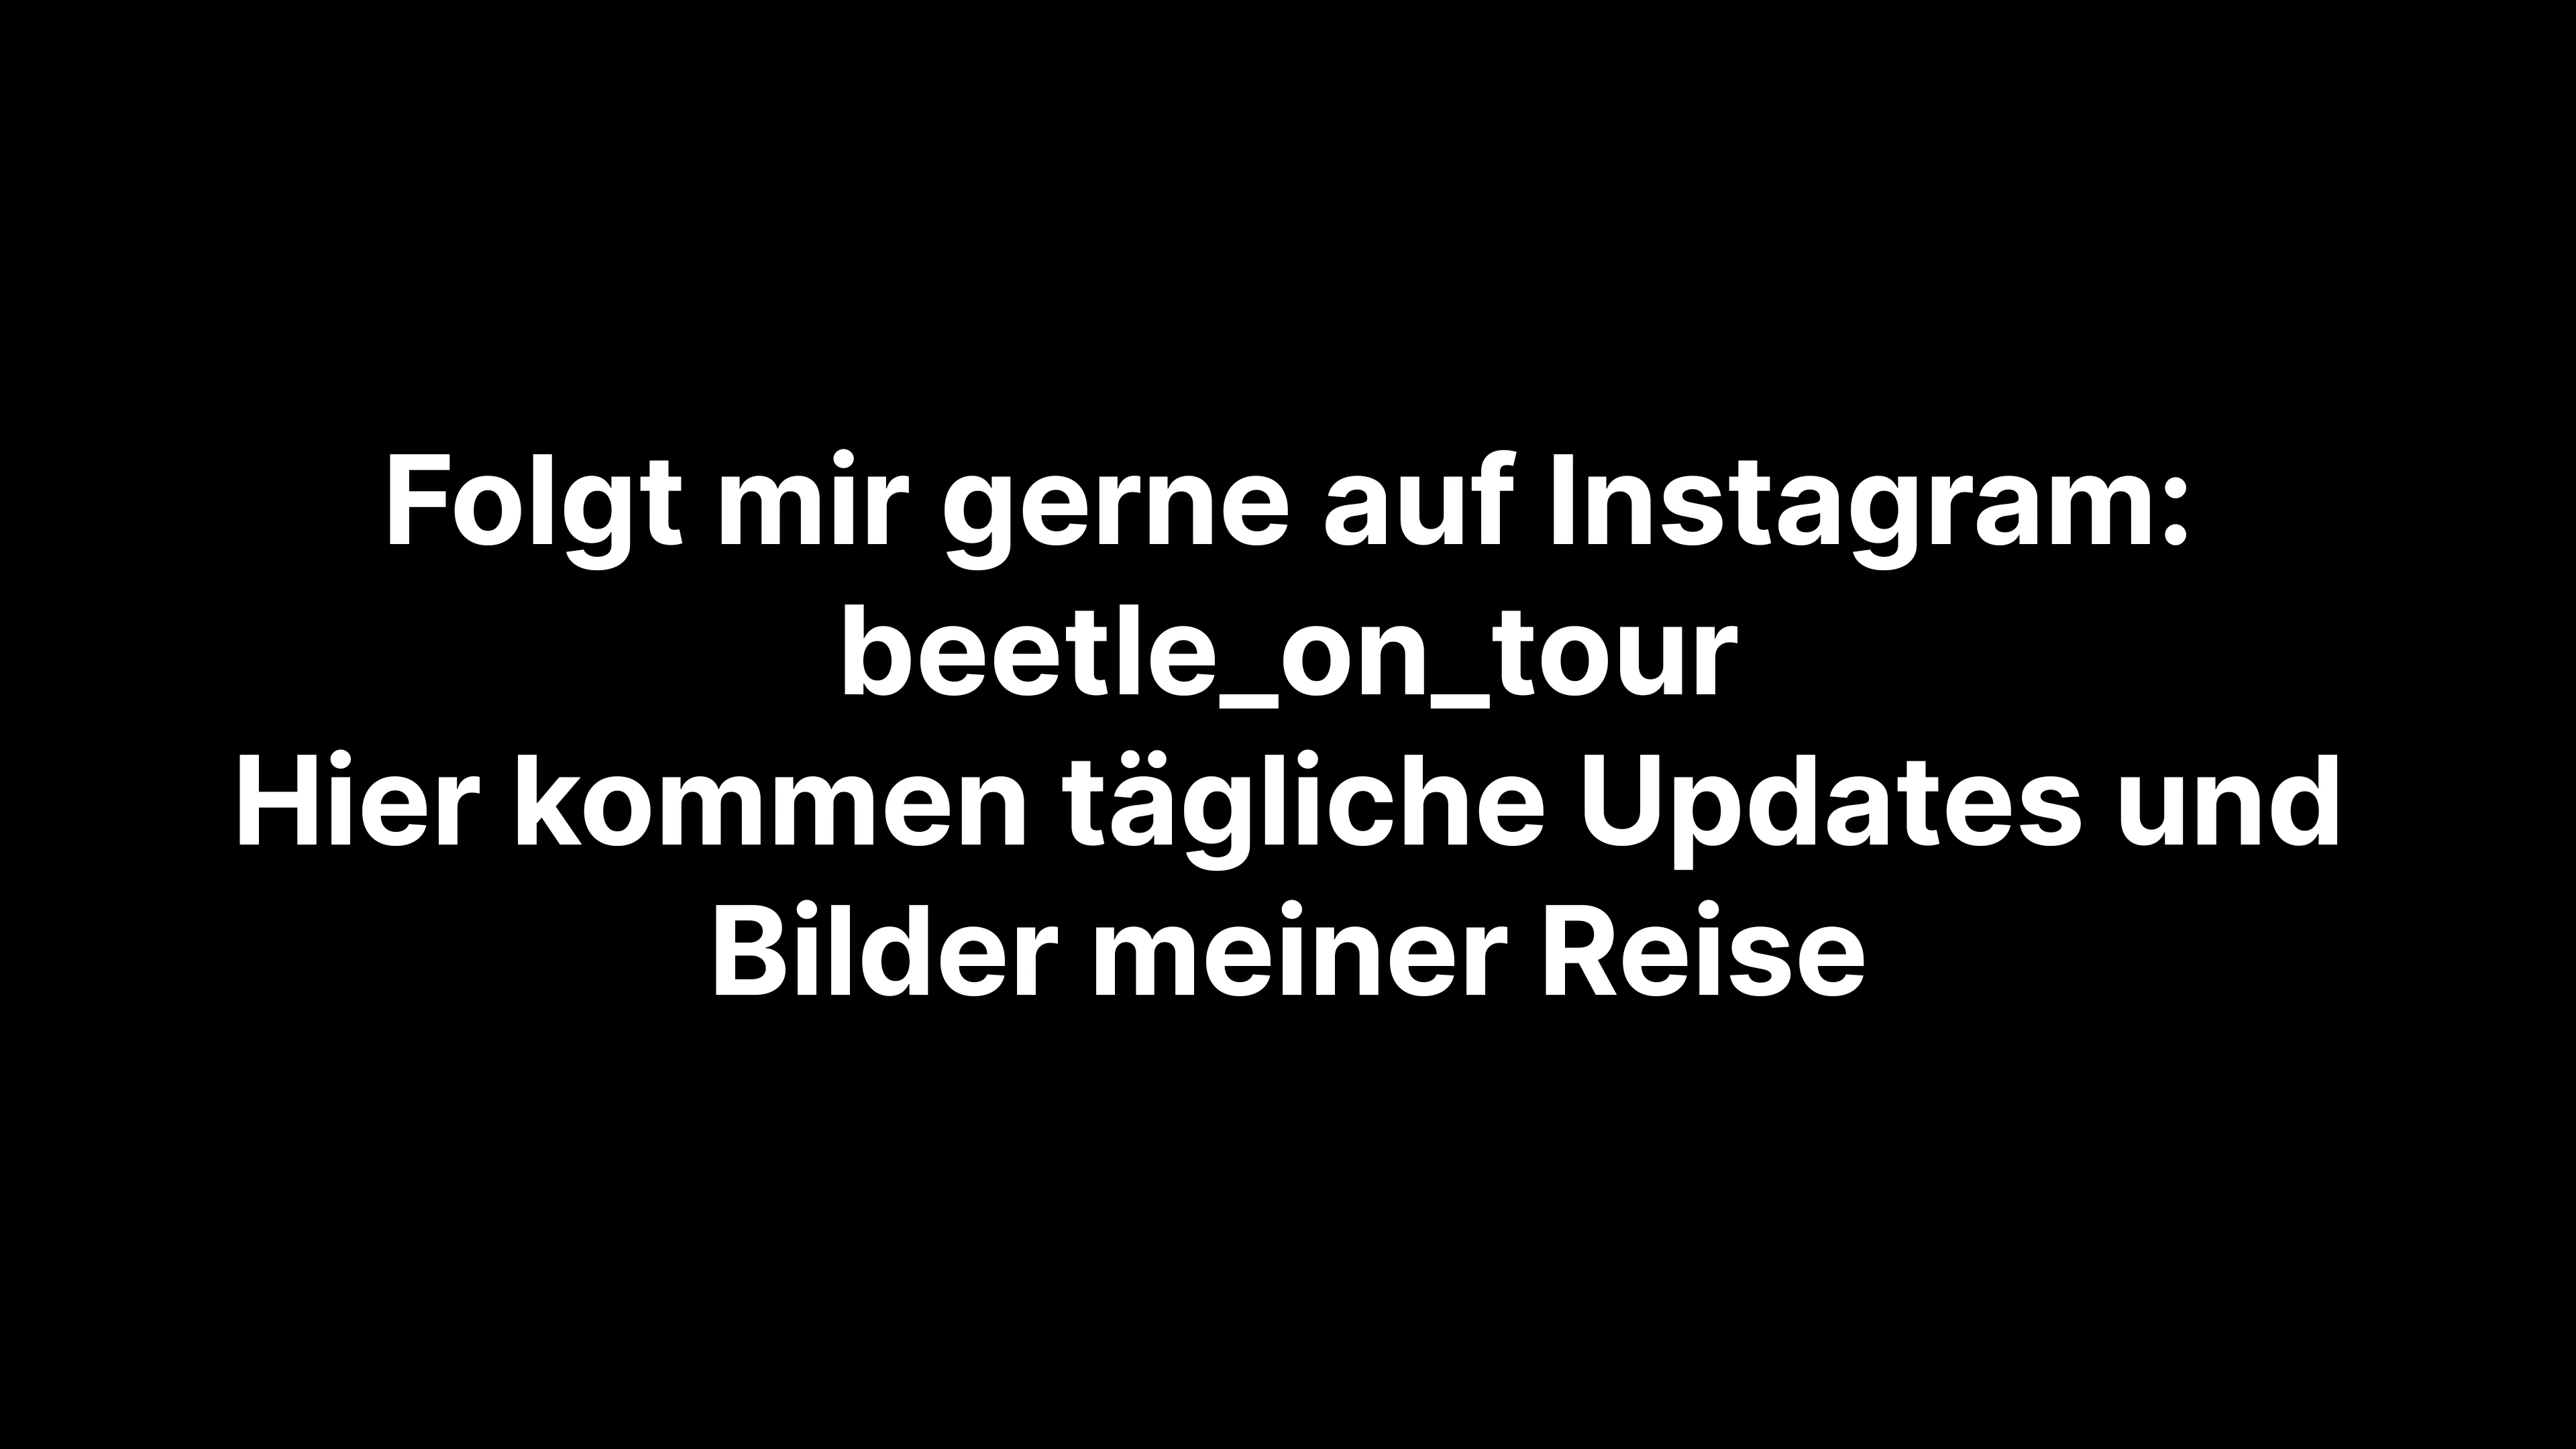 Folgt mir gerne auf Instagram:
beetle_on_tour
Hier kommen tägliche Updates und
Bilder meiner Reise